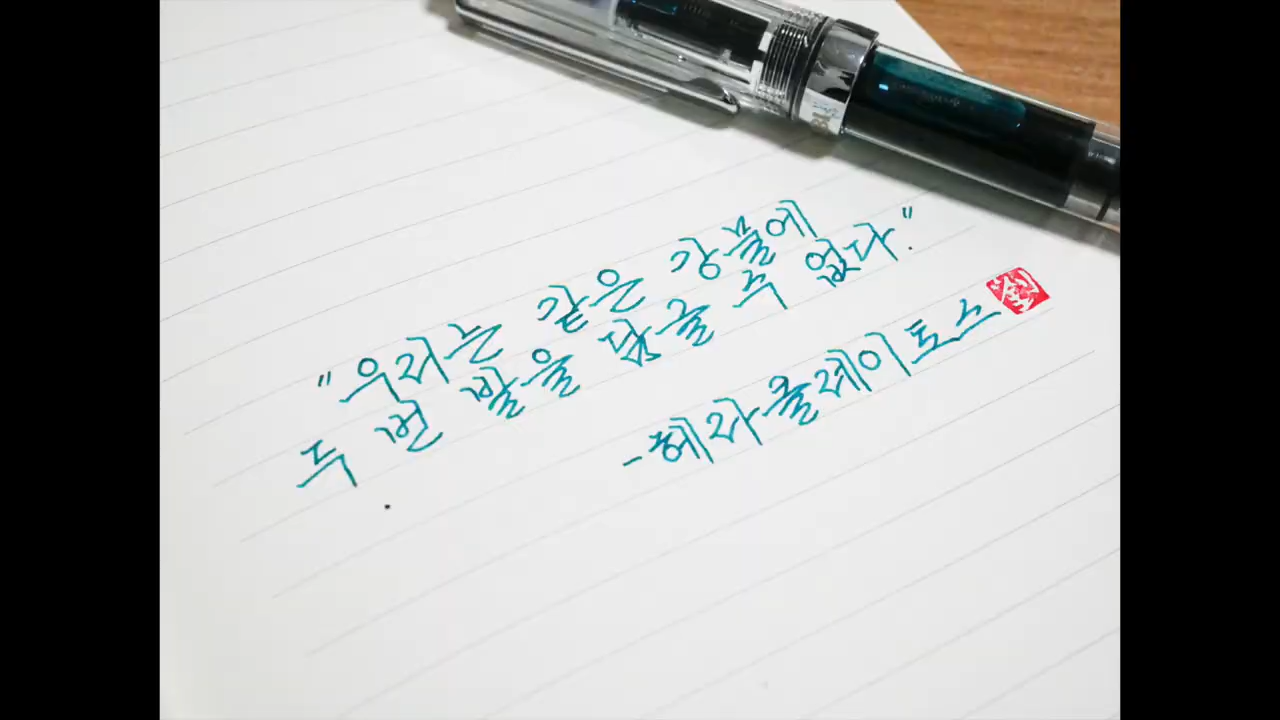 "우리는 같은 강물에
두 번 발을 담글 수 없다."
-헤라클레이토스